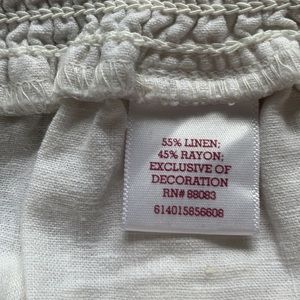 55% LINEN;
45% RAYON;
EXCLUSIVE OF
DECORATION
RN# 88083
614015856608